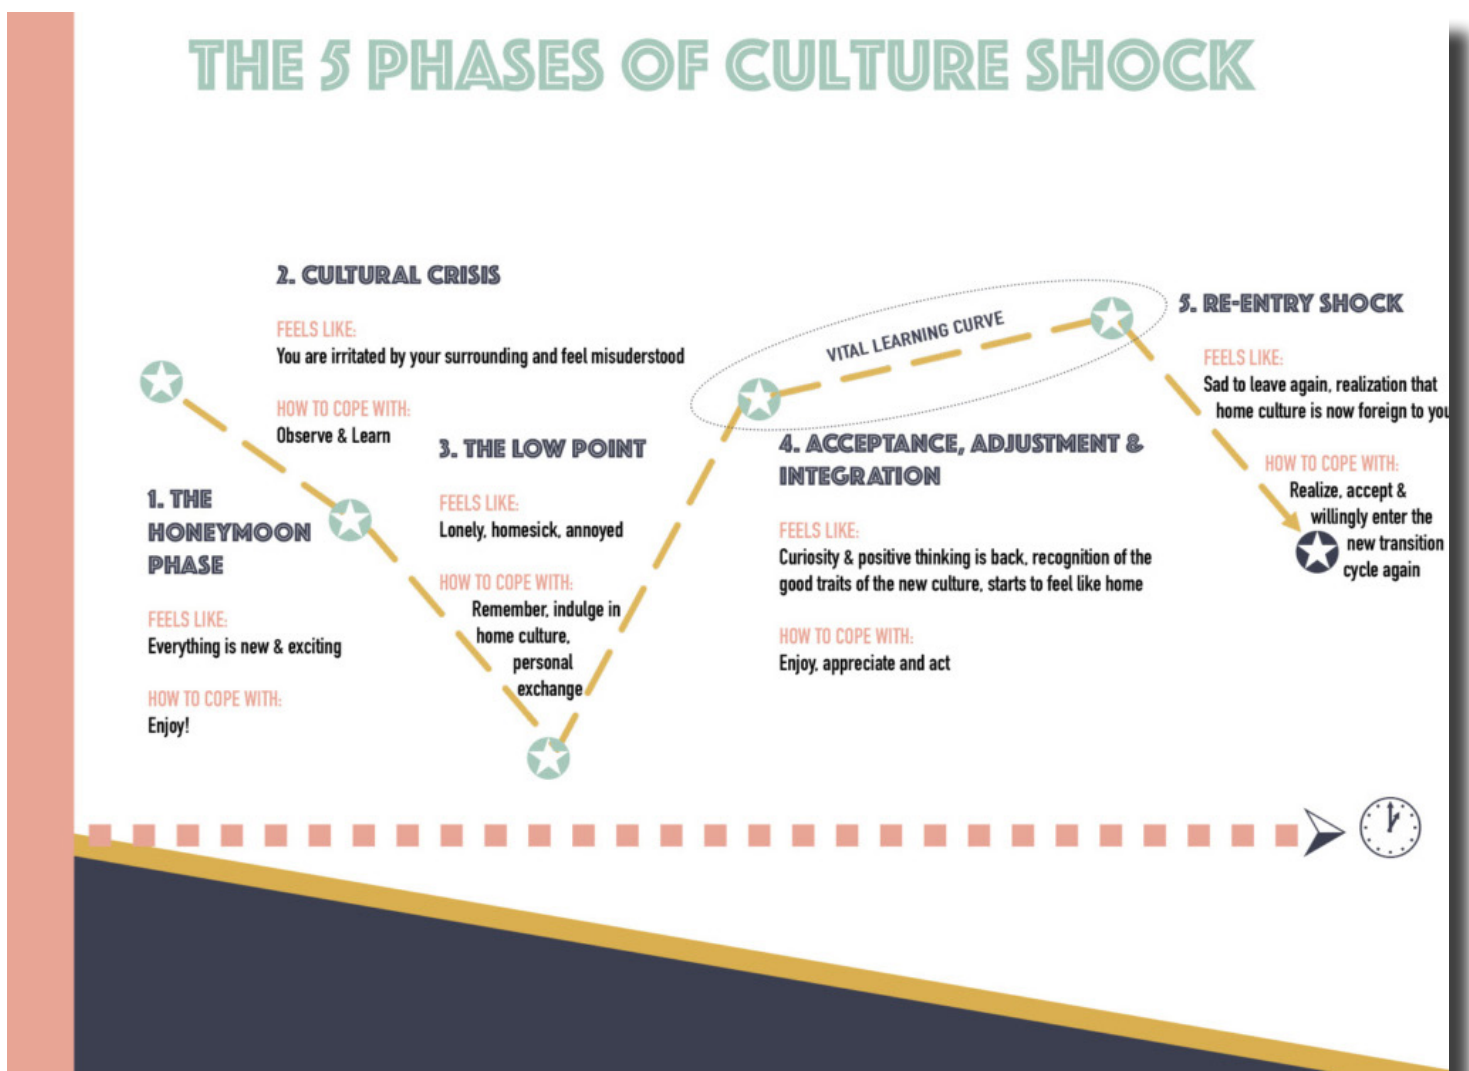 THE 5 PHASES OF CULTURE SHOCK
1. THE
HONEYMOON
PHASE
FEELS LIKE:
Everything is new & exciting
HOW TO COPE WITH:
Enjoy!
2. CULTURAL CRISIS
FEELS LIKE:
You are irritated by your surrounding and feel misuderstood
HOW TO COPE WITH:
Observe & Learn
3. THE LOW POINT
FEELS LIKE:
Lonely, homesick, annoyed
HOW TO COPE WITH:
Remember, indulge in
home culture,
personal
exchange
VITAL LEARNING CURVE
4. ACCEPTANCE, ADJUSTMENT &
INTEGRATION
FEELS LIKE:
Curiosity & positive thinking is back, recognition of the
good traits of the new culture, starts to feel like home
HOW TO COPE WITH:
Enjoy, appreciate and act
5. RE-ENTRY SHOCK
FEELS LIKE:
Sad to leave again, realization that
home culture is now foreign to you
HOW TO COPE WITH:
Realize, accept &
willingly enter the
new transition
cycle again